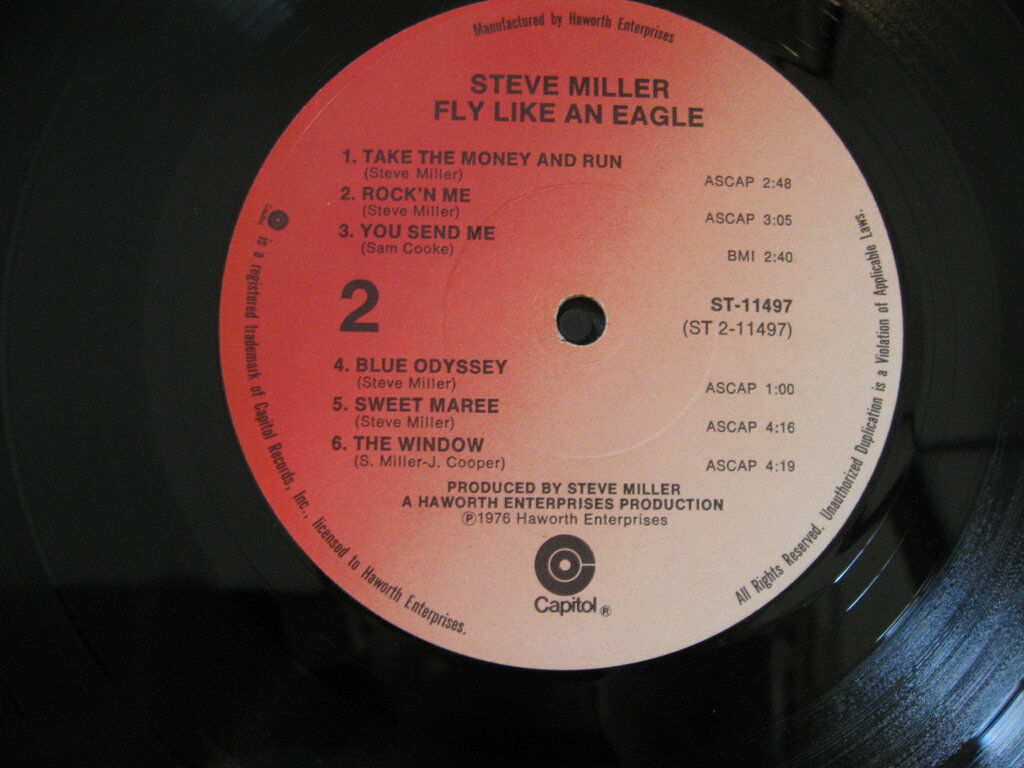 Manufactured by Haworth Enterprises
STEVE MILLER
FLY LIKE AN EAGLE
1. TAKE THE MONEY AND RUN
(Steve Miller)
ASCAP 2:48
2. ROCK'N ME
(Steve Miller)
ASCAP 3:05
3. YOU SEND ME
(Sam Cooke)
BMI 2:40
2
ST-11497
(ST 2-11497)
4. BLUE ODYSSEY
(Steve Miller)
ASCAP 1:00
5. SWEET MAREE
(Steve Miller)
ASCAP 4:16
6. THE WINDOW
(S. Miller-J. Cooper)
ASCAP 4:19
PRODUCED BY STEVE MILLER
A HAWORTH ENTERPRISES PRODUCTION
℗1976 Haworth Enterprises
Capitol®
Capitol is a registered trademark of Capitol Records, Inc., licensed to Haworth Enterprises.
All Rights Reserved. Unauthorized Duplication is a Violation of Applicable Laws.